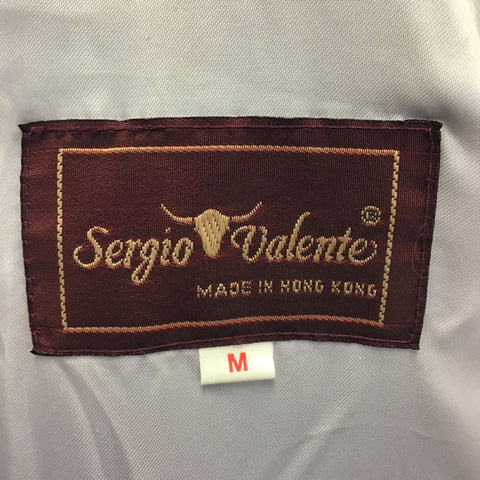 Sergio Valente ®
MADE IN HONG KONG
M